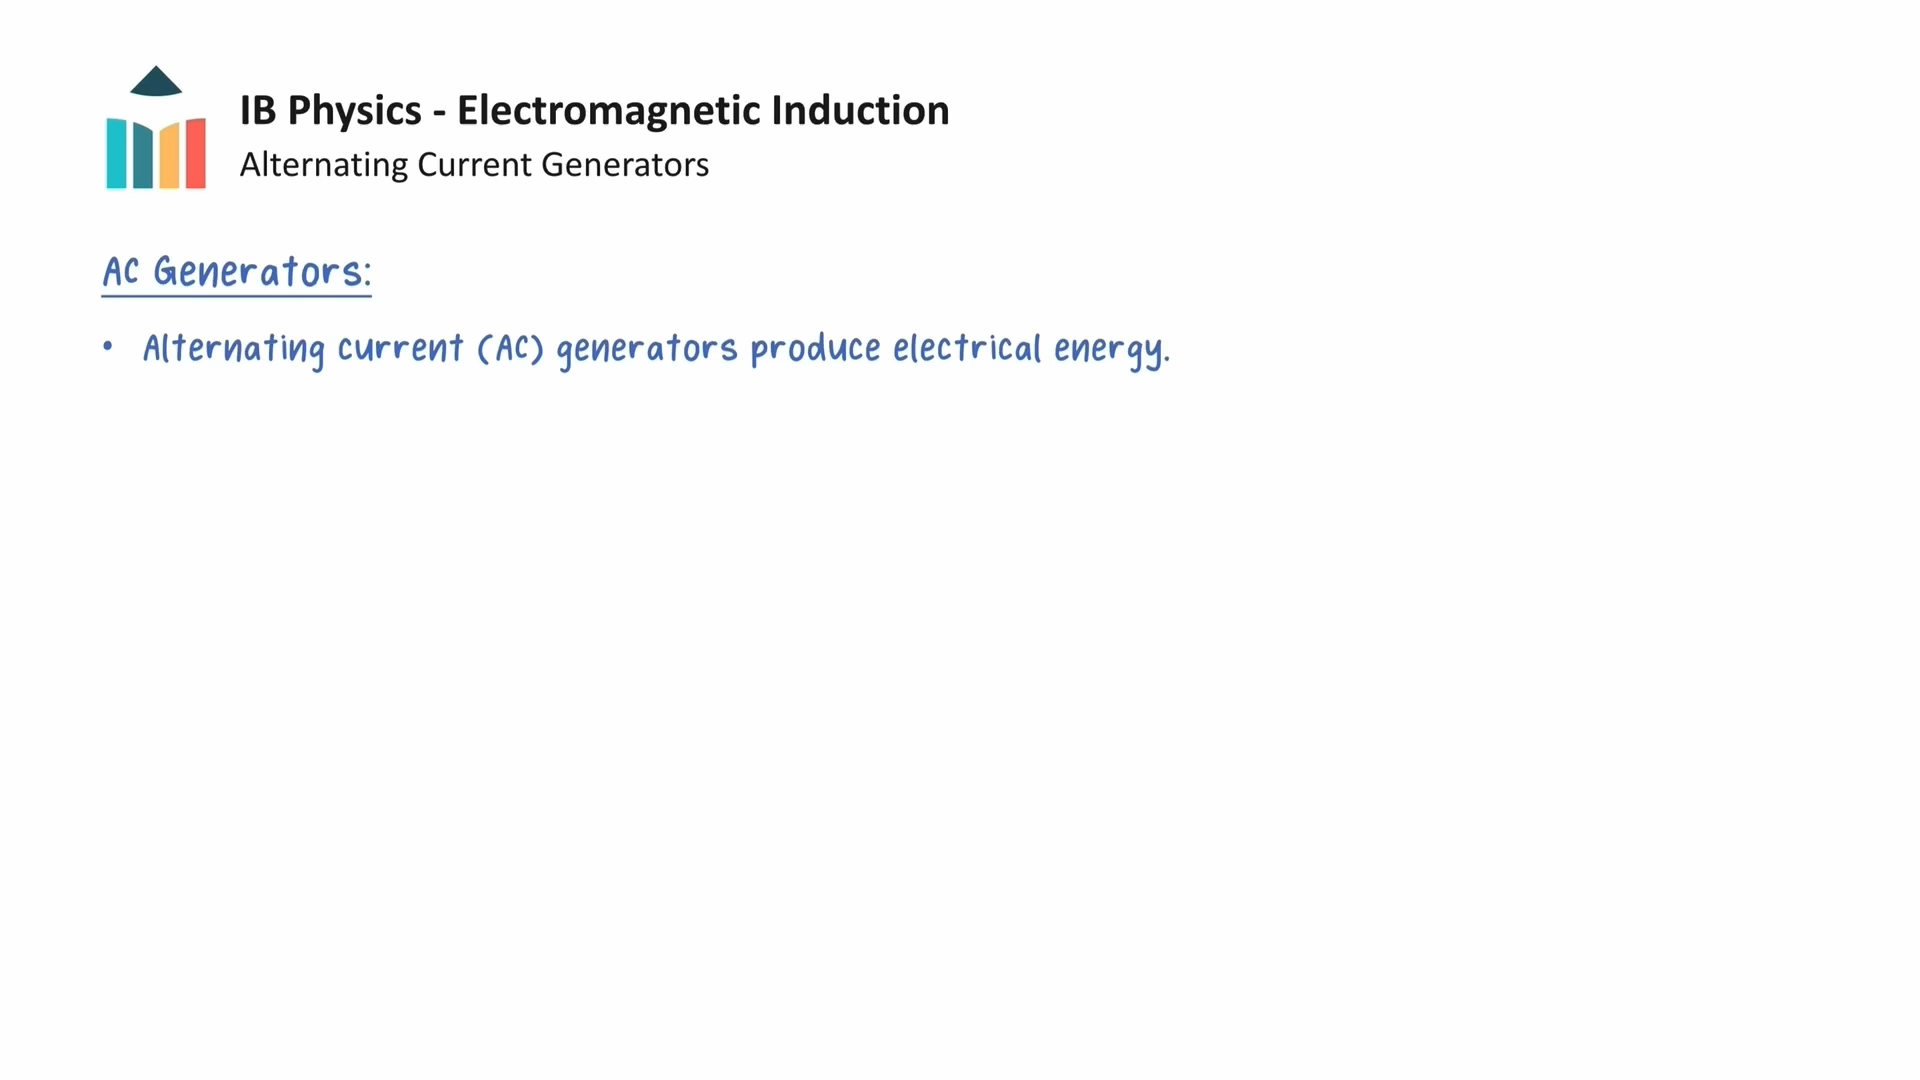 IB Physics - Electromagnetic Induction
Alternating Current Generators
AC Generators:
• Alternating current (AC) generators produce electrical energy.